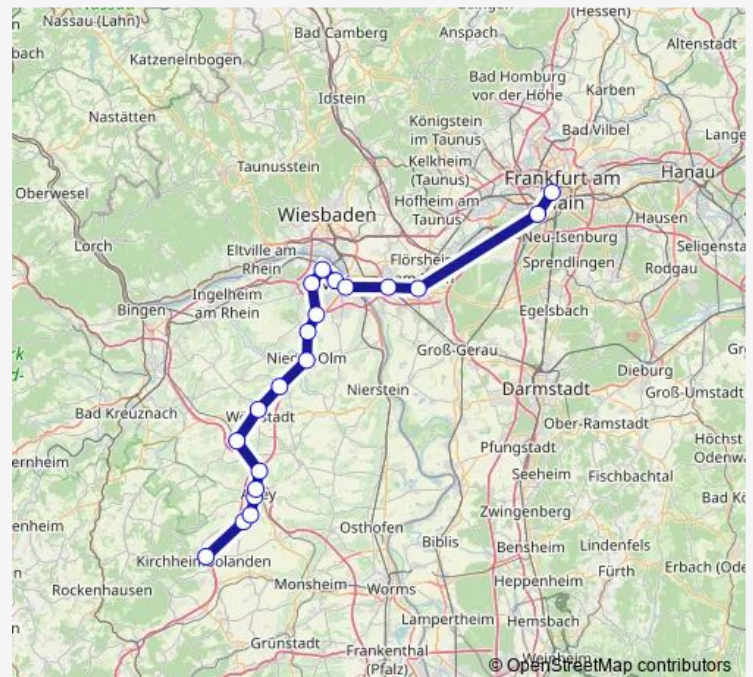 Nassau (Lahn)
(Hessen)
Bad Camberg
Anspach
Altenstadt
Katzenelnbogen
Bad Homburg
vor der Höhe
Karben
Idstein
Nastätten
Königstein
im Taunus
Bad Vilbel
Taunusstein
Kelkheim
(Taunus)
Frankfurt am
Hanau
Oberwesel
Hofheim am
Taunus
Wiesbaden
Hausen
Lorch
Eltville am
Rhein
Neu-Isenburg
Sprendlingen
Rodgau
Ingelheim
am Rhein
Bingen
Egelsbach
Groß-Gerau
Dieburg
Groß-Umstadt
Nierstein
Darmstadt
Bad Kreuznach
Ober-Ramstadt
Pfungstadt
Höchst
Seeheim
Fischbachtal
Zwingenberg
Osthofen
Biblis
Bensheim
Lindenfels
Fürth
Heppenheim
Rockenhausen
Monsheim
Worms
Lampertheim
Hemsbach
Grünstadt
Frankenthal
(Pfalz)
© OpenStreetMap contributors